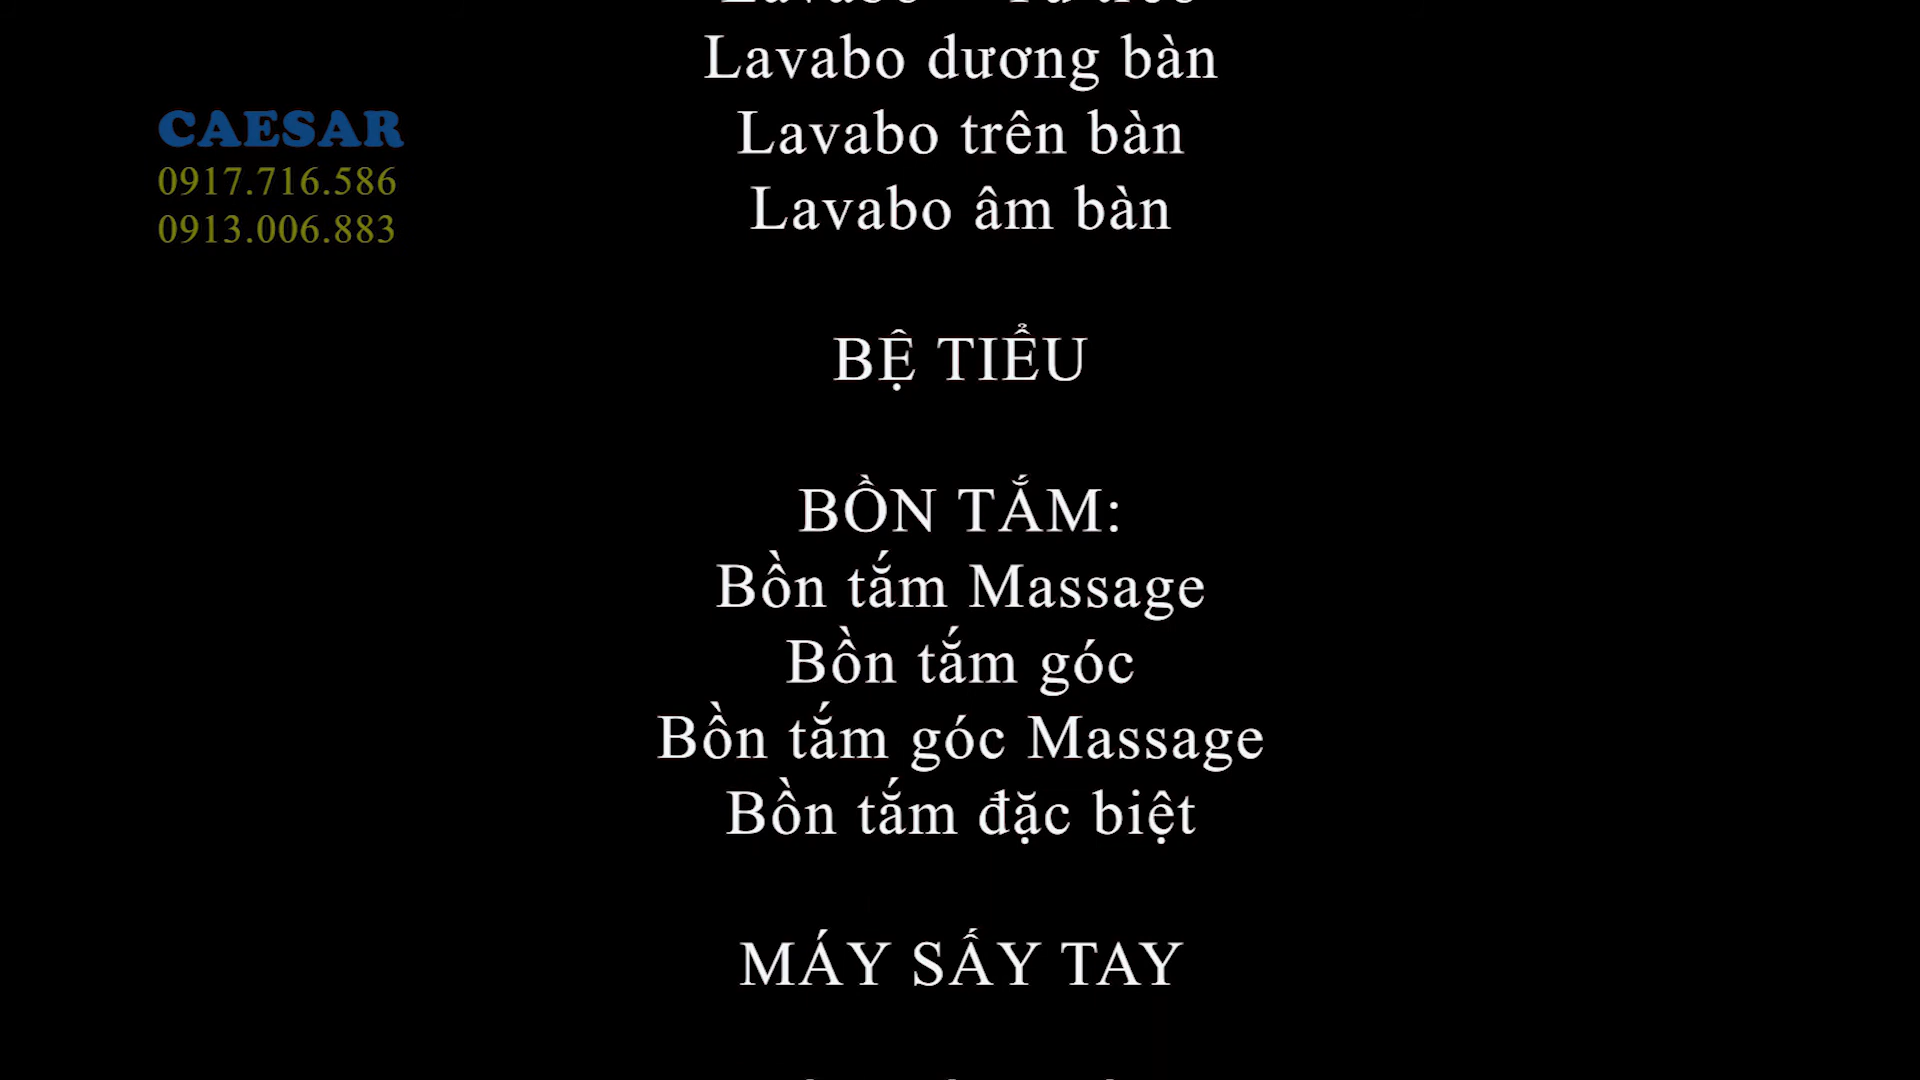 Lavabo dương bàn
CAESAR
Lavabo trên bàn
0917.716.586
Lavabo âm bàn
0913.006.883
BỆ TIỂU
BỒN TẮM:
Bồn tắm Massage
Bồn tắm góc
Bồn tắm góc Massage
Bồn tắm đặc biệt
MÁY SẤY TAY